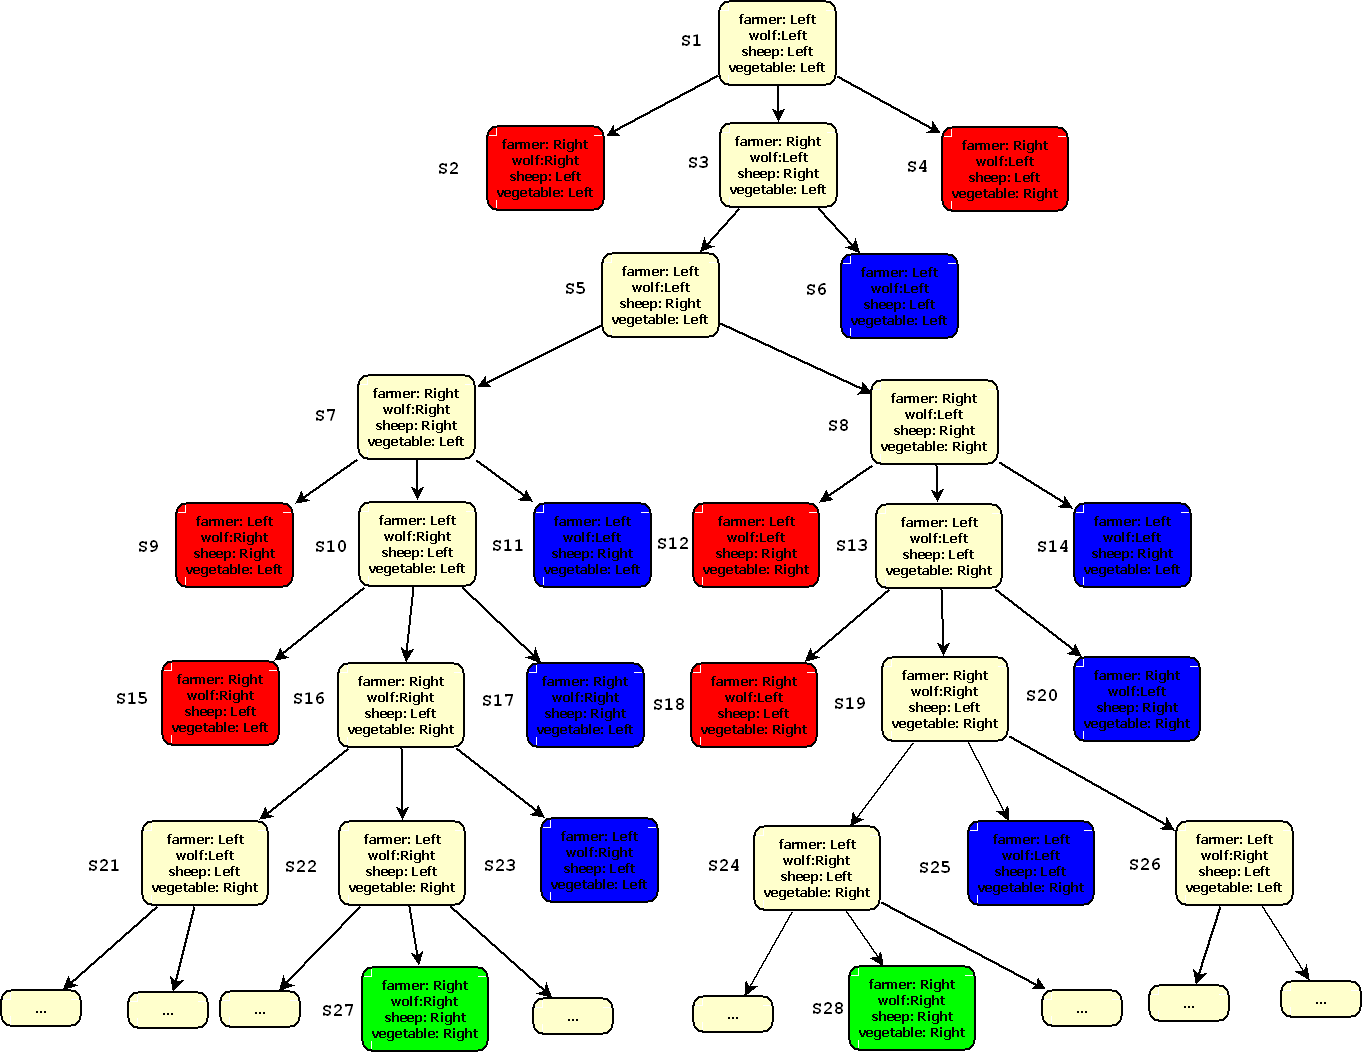 S1
farmer: Left
wolf:Left
sheep: Left
vegetable: Left
S2
farmer: Right
wolf:Right
sheep: Left
vegetable: Left
S3
farmer: Right
wolf:Left
sheep: Right
vegetable: Left
S4
farmer: Right
wolf:Left
sheep: Left
vegetable: Right
S5
farmer: Left
wolf:Left
sheep: Right
vegetable: Left
S6
farmer: Left
wolf:Left
sheep: Left
vegetable: Left
S7
farmer: Right
wolf:Right
sheep: Right
vegetable: Left
S8
farmer: Right
wolf:Left
sheep: Right
vegetable: Right
S9
farmer: Left
wolf:Right
sheep: Right
vegetable: Left
S10
farmer: Left
wolf:Right
sheep: Left
vegetable: Left
S11
farmer: Left
wolf:Left
sheep: Right
vegetable: Left
S12
farmer: Left
wolf:Left
sheep: Right
vegetable: Right
S13
farmer: Left
wolf:Left
sheep: Left
vegetable: Right
S14
farmer: Left
wolf:Left
sheep: Right
vegetable: Left
S15
farmer: Right
wolf:Right
sheep: Left
vegetable: Left
S16
farmer: Right
wolf:Right
sheep: Left
vegetable: Right
S17
farmer: Right
wolf:Right
sheep: Right
vegetable: Left
S18
farmer: Right
wolf:Left
sheep: Left
vegetable: Right
S19
farmer: Right
wolf:Right
sheep: Left
vegetable: Right
S20
farmer: Right
wolf:Left
sheep: Right
vegetable: Right
S21
farmer: Left
wolf:Left
sheep: Left
vegetable: Right
S22
farmer: Left
wolf:Right
sheep: Left
vegetable: Right
S23
farmer: Left
wolf:Right
sheep: Left
vegetable: Left
S24
farmer: Left
wolf:Right
sheep: Left
vegetable: Right
S25
farmer: Left
wolf:Left
sheep: Left
vegetable: Right
S26
farmer: Left
wolf:Right
sheep: Left
vegetable: Left
...
...
...
S27
farmer: Right
wolf:Right
sheep: Right
vegetable: Right
...
...
S28
farmer: Right
wolf:Right
sheep: Right
vegetable: Right
...
...
...